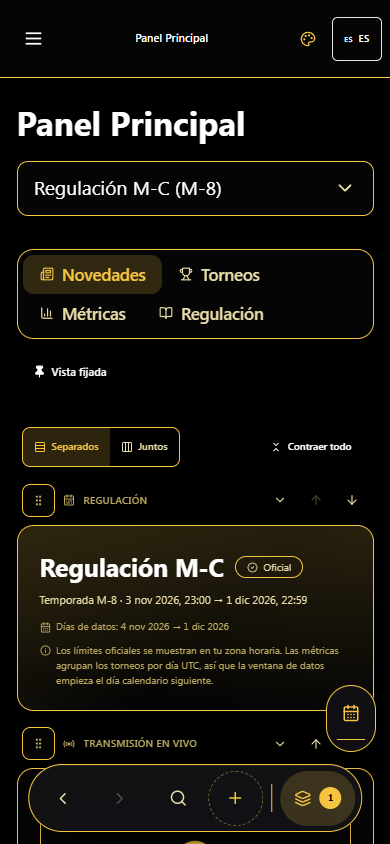 Panel Principal
ES ES
Panel Principal
Regulación M-C (M-8)
Novedades Torneos
Métricas Regulación
Vista fijada
Separados Juntos Contraer todo
REGULACIÓN
Regulación M-C Oficial
Temporada M-8 · 3 nov 2026, 23:00 → 1 dic 2026, 22:59
Días de datos: 4 nov 2026 → 1 dic 2026
Los límites oficiales se muestran en tu zona horaria. Las métricas
agrupan los torneos por día UTC, así que la ventana de datos
empieza el día calendario siguiente.
TRANSMISIÓN EN VIVO
1